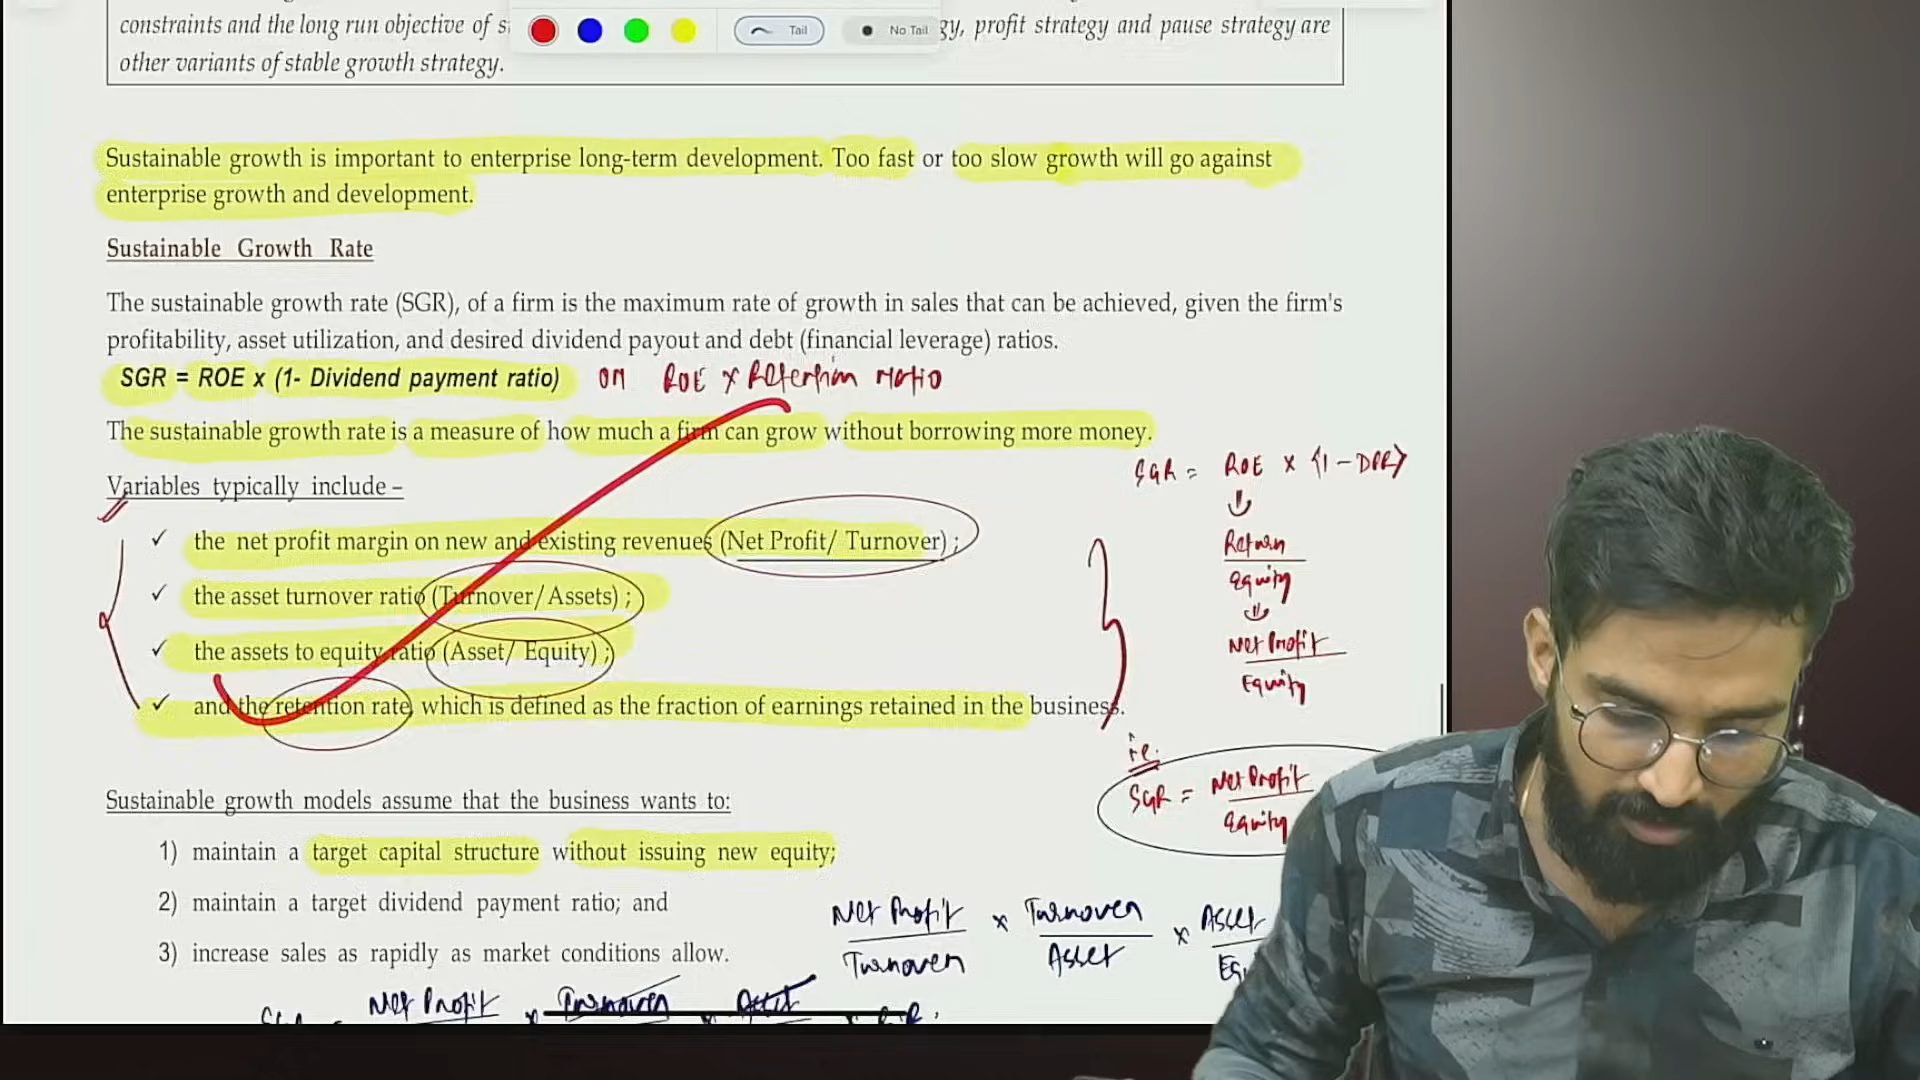 constraints and the long run objective of
gy, profit strategy and pause strategy are
Tail
No Tail
other variants of stable growth strategy.
Sustainable growth is important to enterprise long-term development. Too fast or too slow growth will go against
enterprise growth and development.
Sustainable Growth Rate
The sustainable growth rate (SGR), of a firm is the maximum rate of growth in sales that can be achieved, given the firm's
profitability, asset utilization, and desired dividend payout and debt (financial leverage) ratios.
SGR = ROE x (1- Dividend payment ratio) or ROE x Retention ratio
The sustainable growth rate is a measure of how much a firm can grow without borrowing more money.
Variables typically include –
✓ the net profit margin on new and existing revenues (Net Profit/ Turnover) ;
✓ the asset turnover ratio (Turnover/Assets) ;
✓ the assets to equity ratio (Asset/ Equity) ;
✓ and the retention rate, which is defined as the fraction of earnings retained in the business.
SGR = ROE x (1 - DPR)
Return
Equity
Net Profit
Equity
i.e.
SGR = Net Profit
Equity
Sustainable growth models assume that the business wants to:
1) maintain a target capital structure without issuing new equity;
2) maintain a target dividend payment ratio; and
3) increase sales as rapidly as market conditions allow.
Net Profit x Turnover x Asset
Turnover Asset
Net Profit x Turnover x Asset x